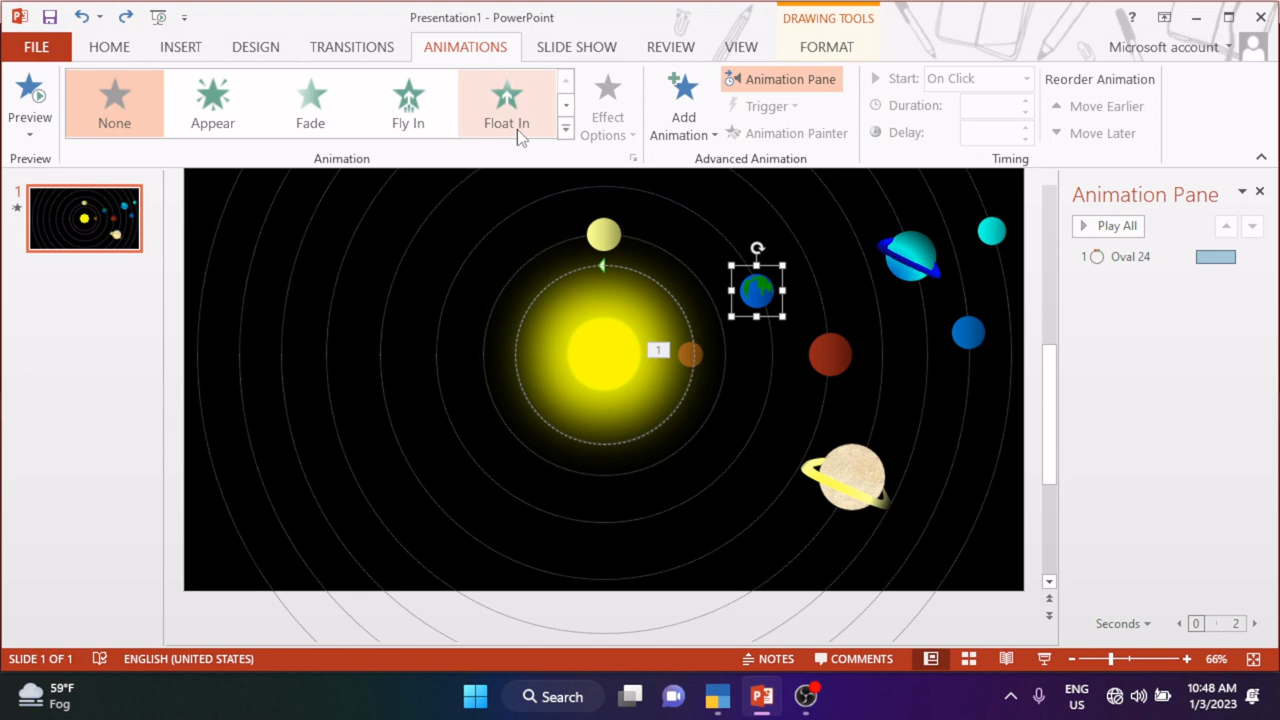 Presentation1 - PowerPoint
DRAWING TOOLS
FILE HOME INSERT DESIGN TRANSITIONS ANIMATIONS SLIDE SHOW REVIEW VIEW FORMAT Microsoft account
Preview
Preview
None Appear Fade Fly In Float In
Animation
Effect
Options
Add
Animation
Animation Pane
Trigger
Animation Painter
Advanced Animation
Start: On Click
Duration:
Delay:
Timing
Reorder Animation
Move Earlier
Move Later
1
1
Animation Pane
Play All
1 Oval 24
Seconds 0 2
SLIDE 1 OF 1 ENGLISH (UNITED STATES) NOTES COMMENTS 66%
59°F
Fog
Search
ENG
US
10:48 AM
1/3/2023